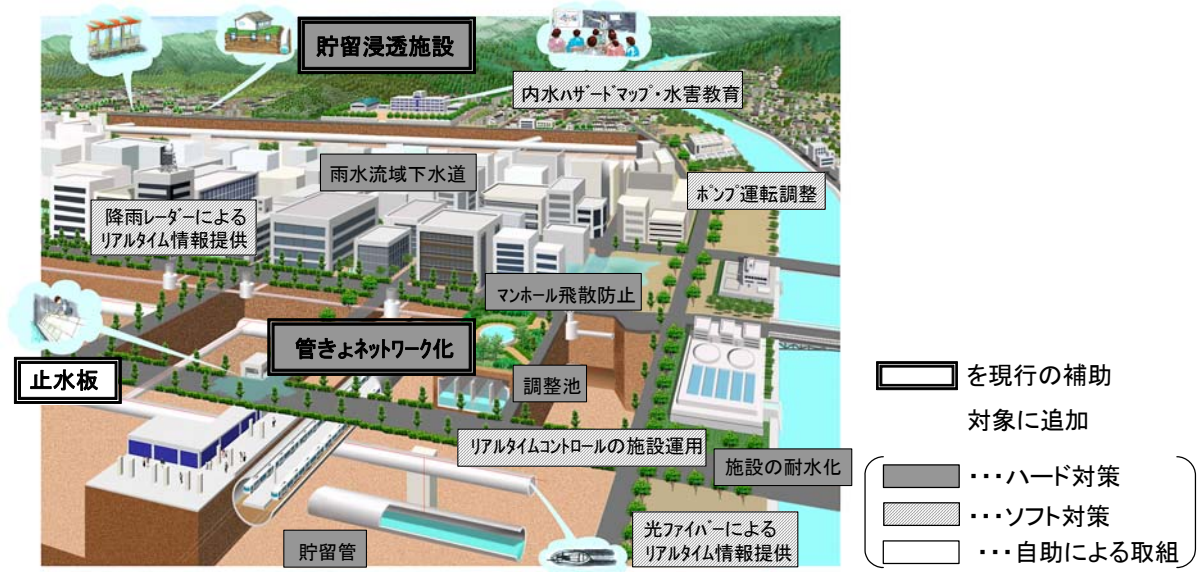 貯留浸透施設
内水ﾊｻﾞｰﾄﾞﾏｯﾌﾟ・水害教育
雨水流域下水道
ﾎﾟﾝﾌﾟ運転調整
降雨ﾚｰﾀﾞｰによる
ﾘｱﾙﾀｲﾑ情報提供
ﾏﾝﾎｰﾙ飛散防止
管きょﾈｯﾄﾜｰｸ化
止水板
調整池
ﾘｱﾙﾀｲﾑｺﾝﾄﾛｰﾙの施設運用
施設の耐水化
貯留管
光ﾌｧｲﾊﾞｰによる
ﾘｱﾙﾀｲﾑ情報提供
を現行の補助
対象に追加
・・・ハード対策
・・・ソフト対策
・・・自助による取組